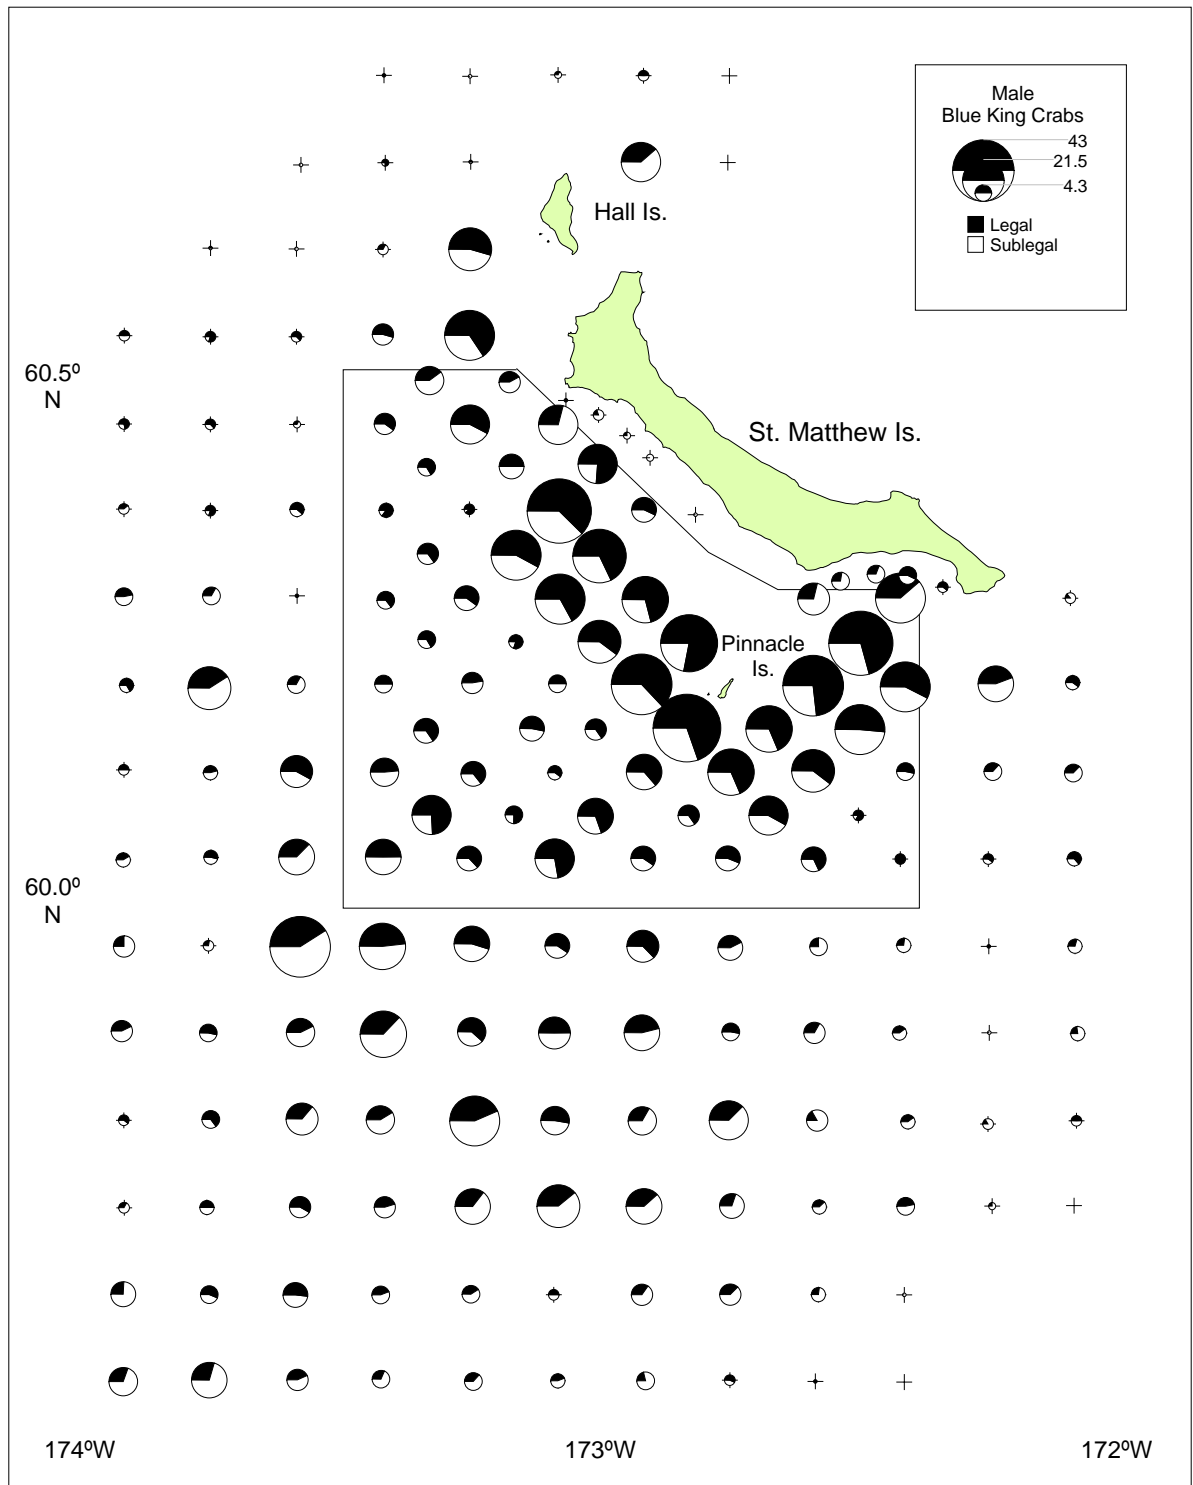 Male
Blue King Crabs
43
21.5
4.3
Legal
Sublegal
Hall Is.
60.5º
N
St. Matthew Is.
Pinnacle
Is.
60.0º
N
174ºW
173ºW
172ºW